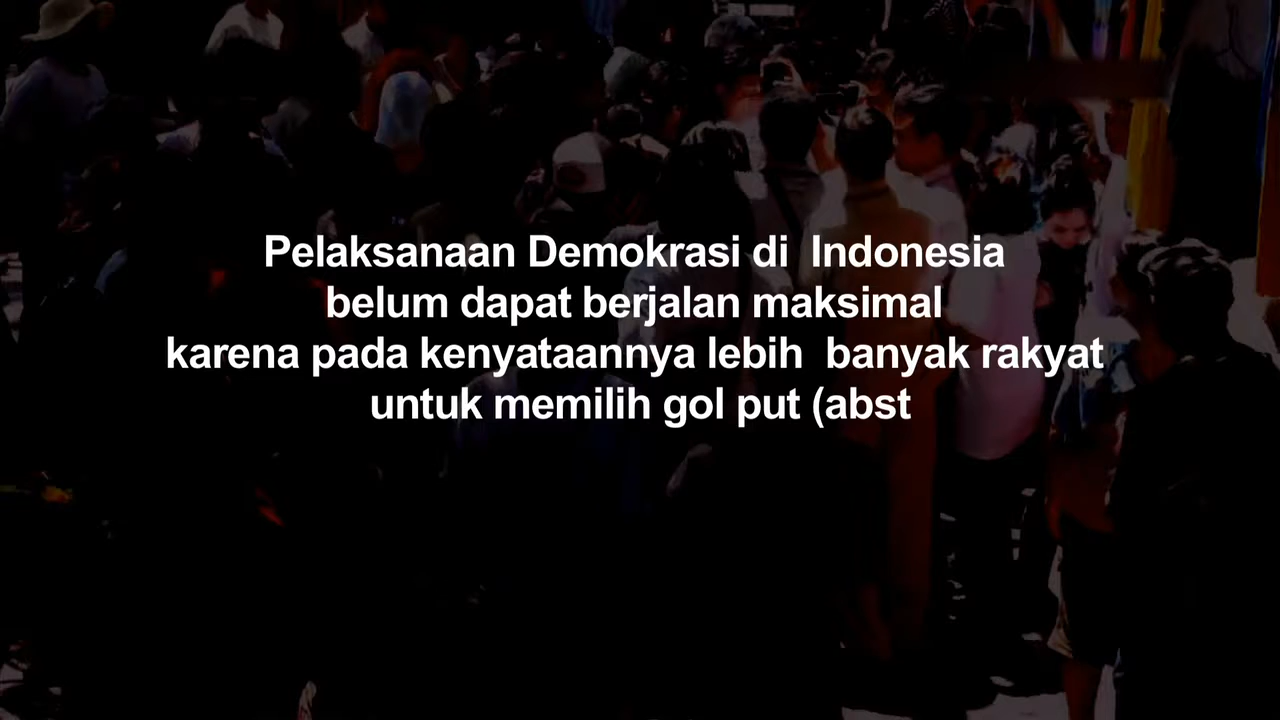 Pelaksanaan Demokrasi di  Indonesia
belum dapat berjalan maksimal
karena pada kenyataannya lebih  banyak rakyat
untuk memilih gol put (abst